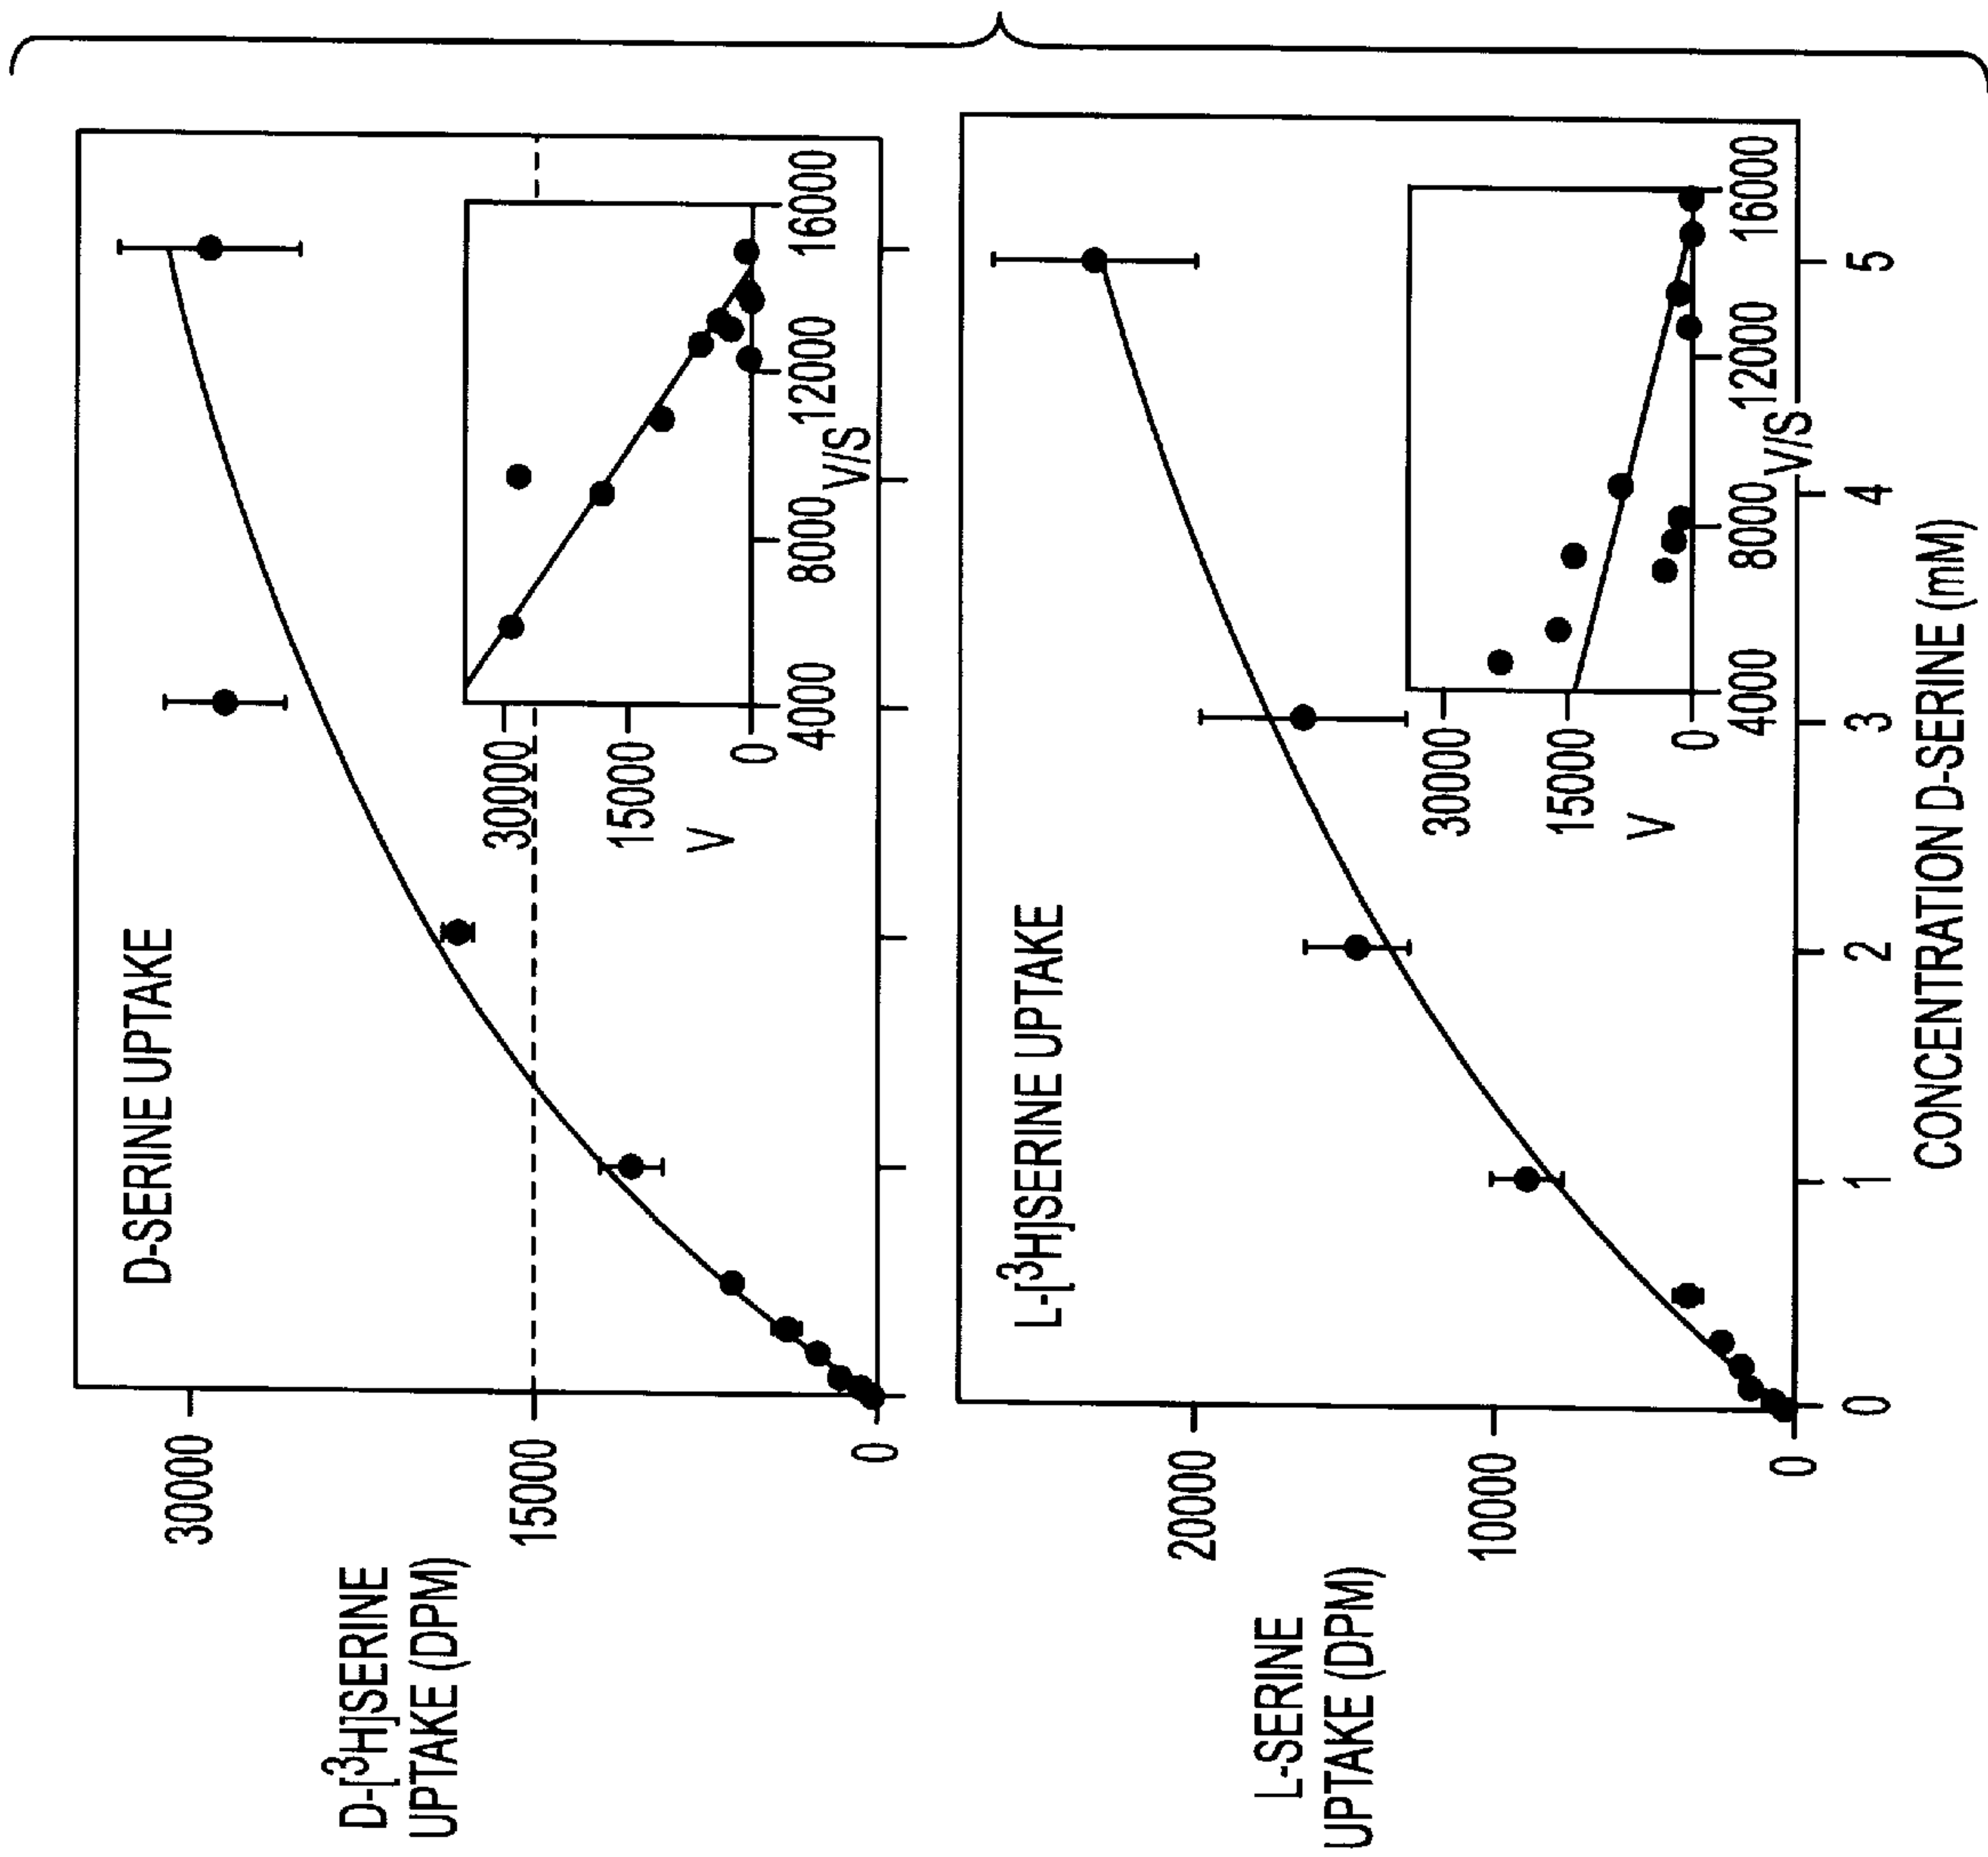 D-[³H]SERINE
UPTAKE (DPM)
30000
15000
0
D-SERINE UPTAKE
30000
15000
0
V
4000
8000
12000
16000
V/S
L-SERINE
UPTAKE (DPM)
20000
10000
0
L-[³H]SERINE UPTAKE
30000
15000
0
V
4000
8000
12000
16000
V/S
0
1
2
3
4
5
CONCENTRATION D-SERINE (mM)